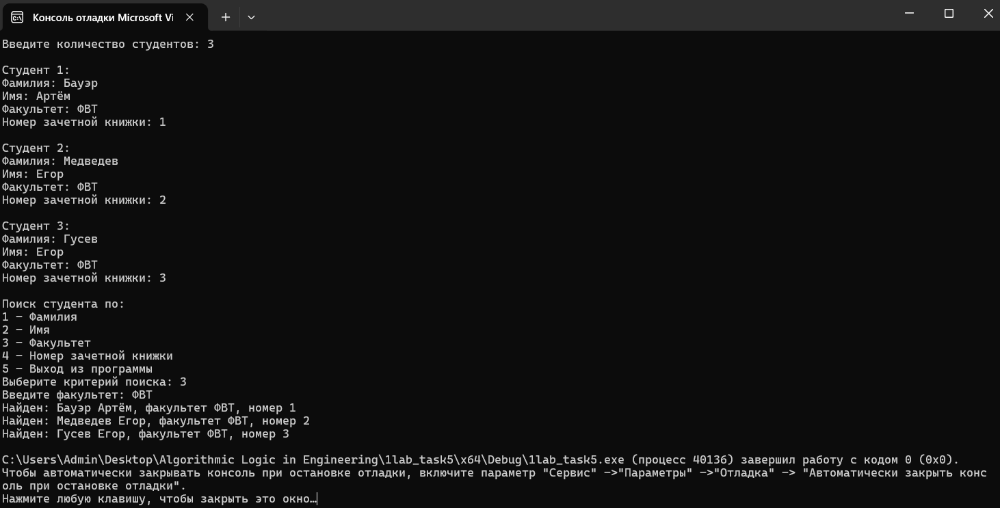 Консоль отладки Microsoft Vi
Введите количество студентов: 3
Студент 1:
Фамилия: Бауэр
Имя: Артём
Факультет: ФВТ
Номер зачетной книжки: 1
Студент 2:
Фамилия: Медведев
Имя: Егор
Факультет: ФВТ
Номер зачетной книжки: 2
Студент 3:
Фамилия: Гусев
Имя: Егор
Факультет: ФВТ
Номер зачетной книжки: 3
Поиск студента по:
1 – Фамилия
2 – Имя
3 – Факультет
4 – Номер зачетной книжки
5 – Выход из программы
Выберите критерий поиска: 3
Введите факультет: ФВТ
Найден: Бауэр Артём, факультет ФВТ, номер 1
Найден: Медведев Егор, факультет ФВТ, номер 2
Найден: Гусев Егор, факультет ФВТ, номер 3
C:\Users\Admin\Desktop\Algorithmic Logic in Engineering\1lab_task5\x64\Debug\1lab_task5.exe (процесс 40136) завершил работу с кодом 0 (0x0).
Чтобы автоматически закрывать консоль при остановке отладки, включите параметр "Сервис" ->"Параметры" ->"Отладка" -> "Автоматически закрыть конс
оль при остановке отладки".
Нажмите любую клавишу, чтобы закрыть это окно…